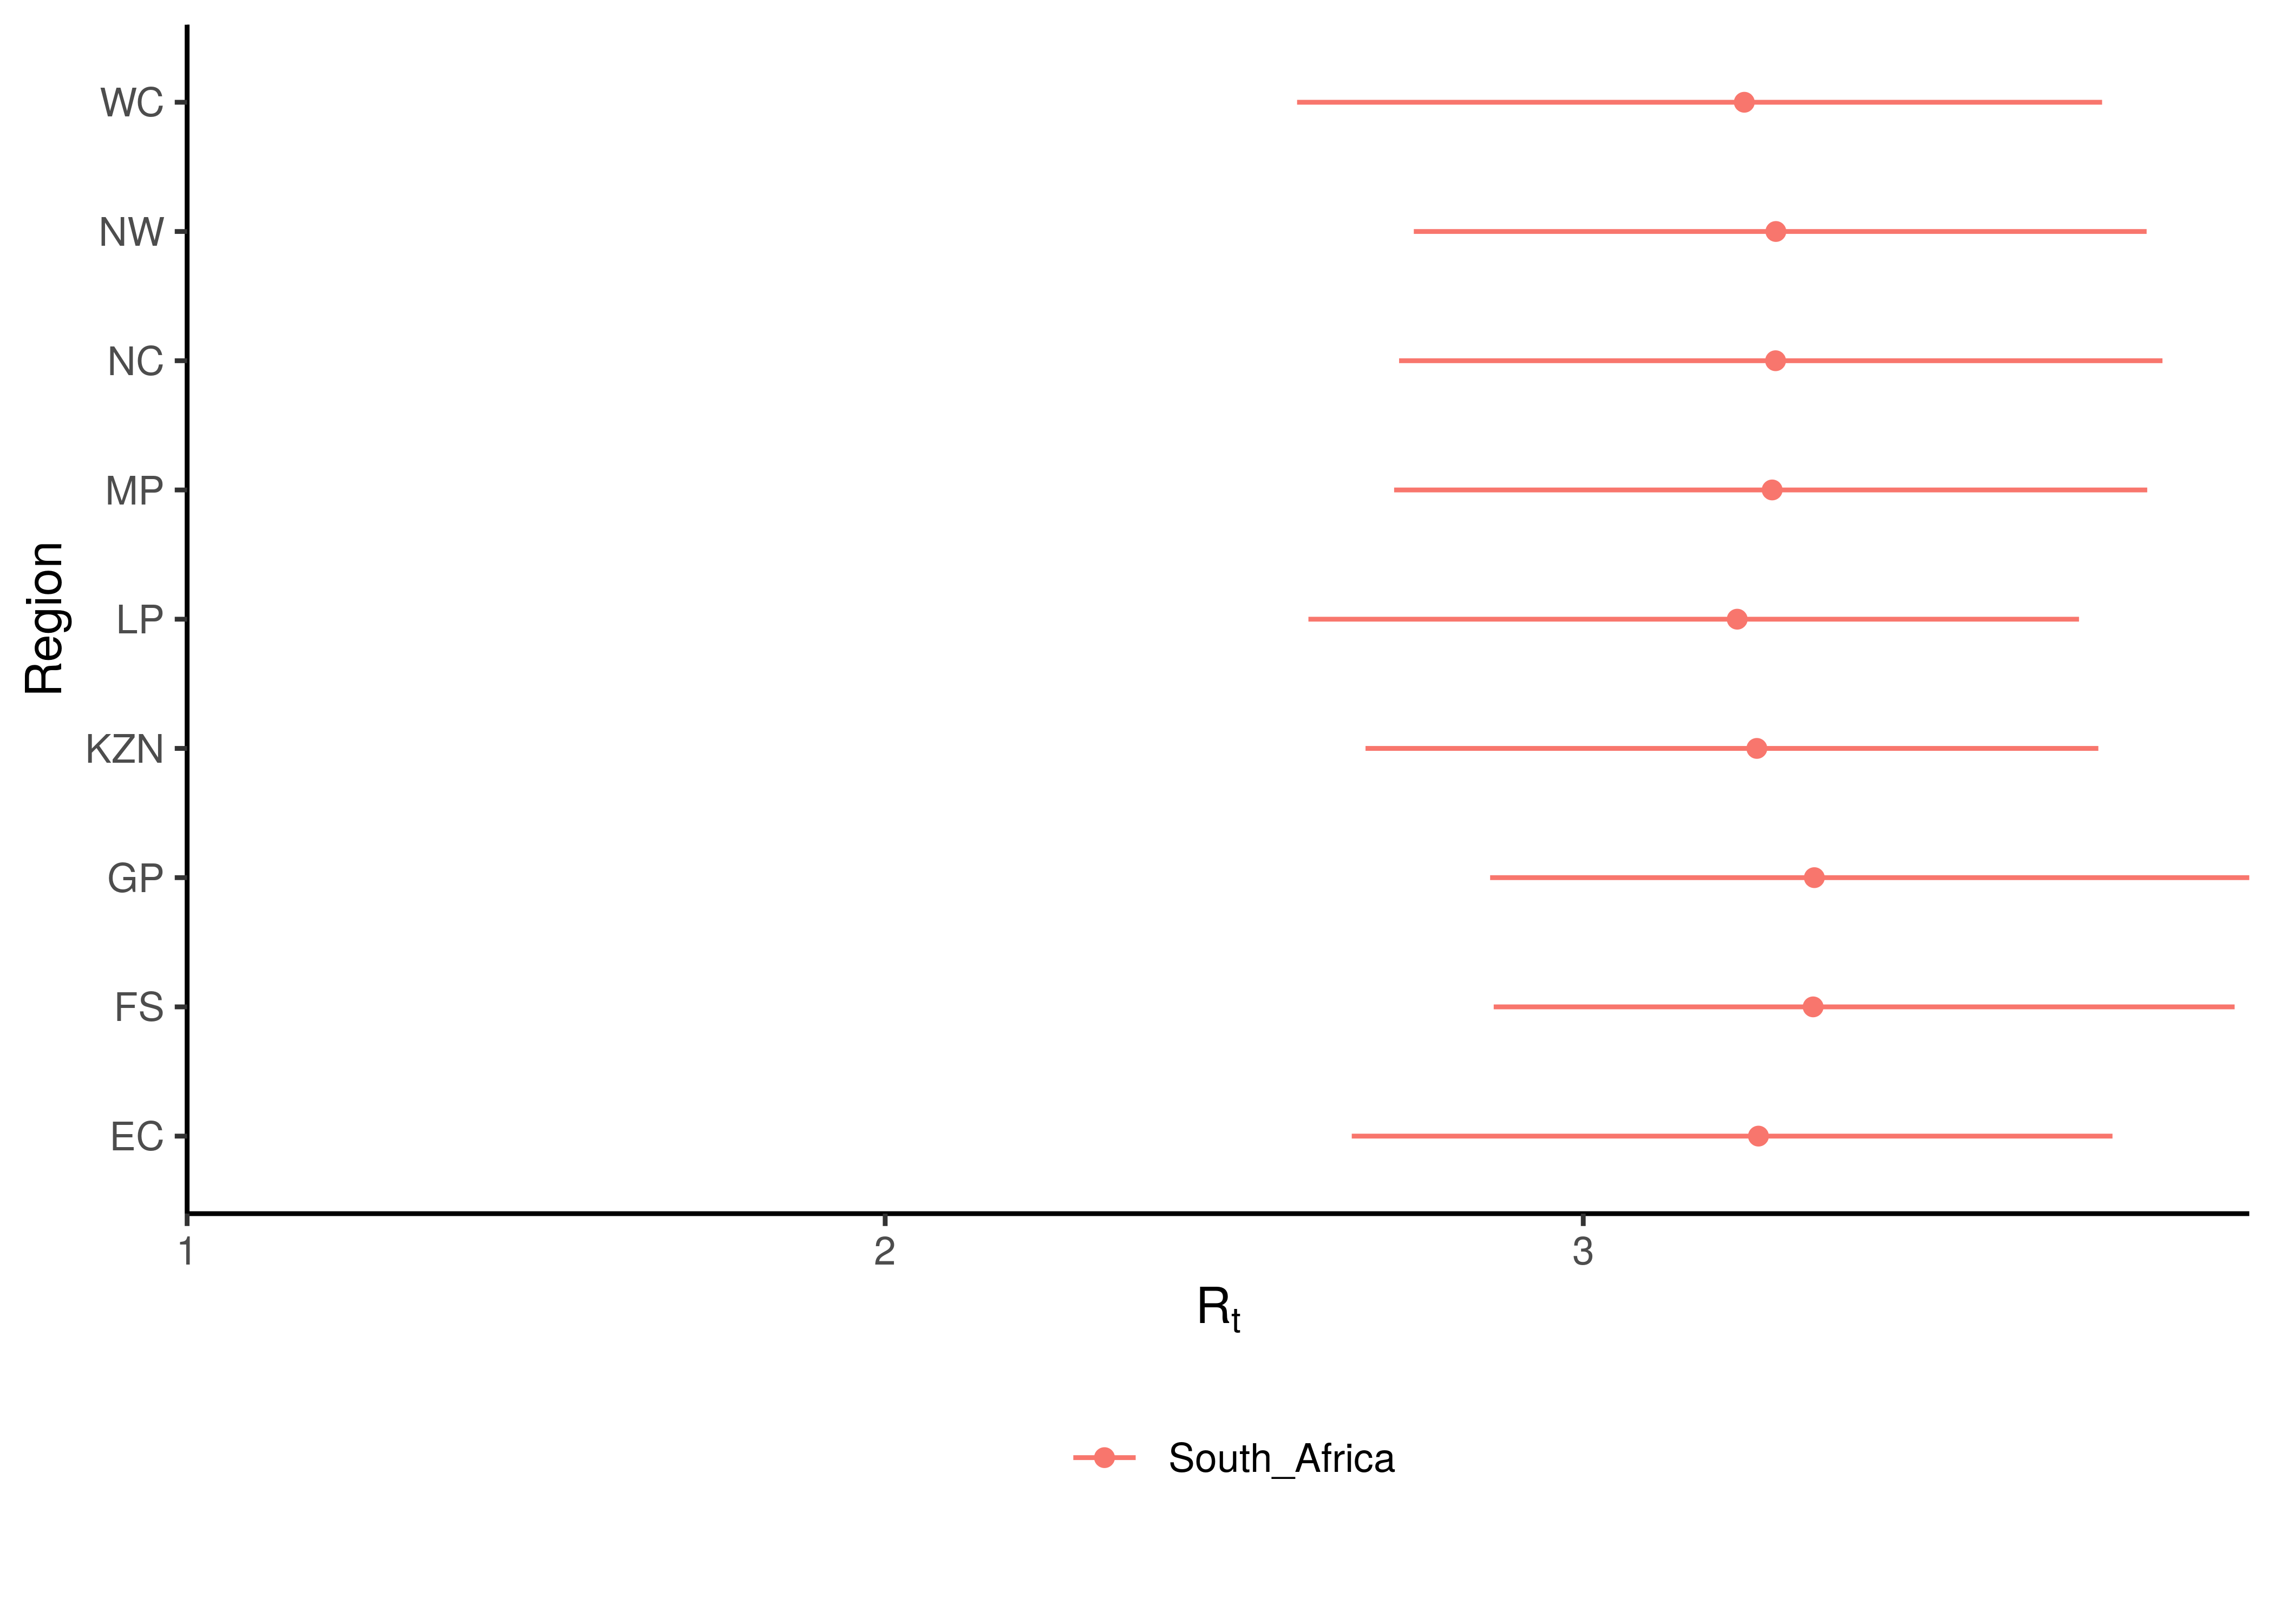 Region
WC
NW
NC
MP
LP
KZN
GP
FS
EC
1 2 3
Rt
South_Africa